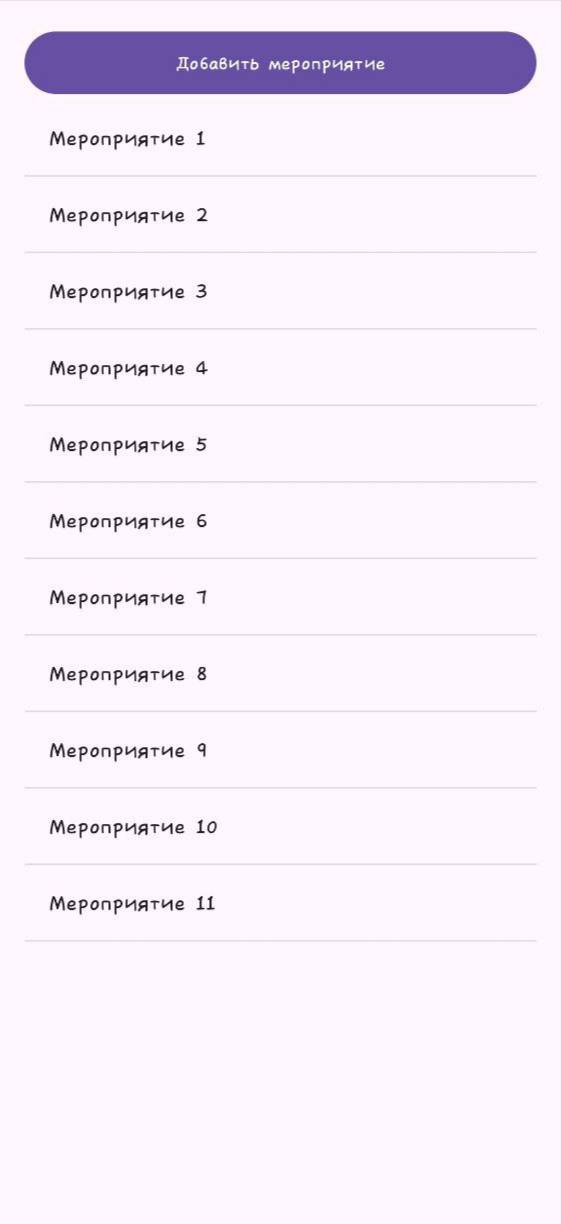 Добавить мероприятие
Мероприятие 1
Мероприятие 2
Мероприятие 3
Мероприятие 4
Мероприятие 5
Мероприятие 6
Мероприятие 7
Мероприятие 8
Мероприятие 9
Мероприятие 10
Мероприятие 11